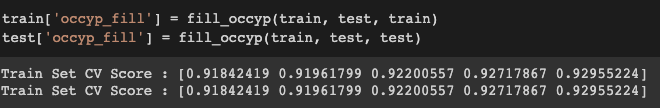 train['occyp_fill'] = fill_occyp(train, test, train)
test['occyp_fill'] = fill_occyp(train, test, test)
Train Set CV Score : [0.91842419 0.91961799 0.92200557 0.92717867 0.92955224]
Train Set CV Score : [0.91842419 0.91961799 0.92200557 0.92717867 0.92955224]